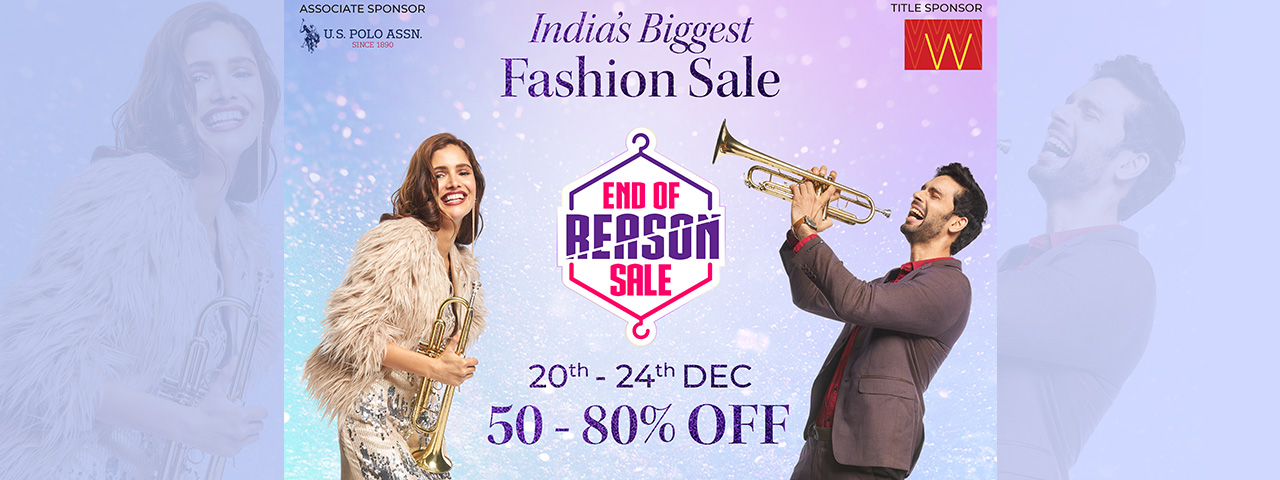 ASSOCIATE SPONSOR
U.S. POLO ASSN.
SINCE 1890
India's Biggest
Fashion Sale
TITLE SPONSOR
W
END OF
REASON
SALE
20th - 24th DEC
50 - 80% OFF